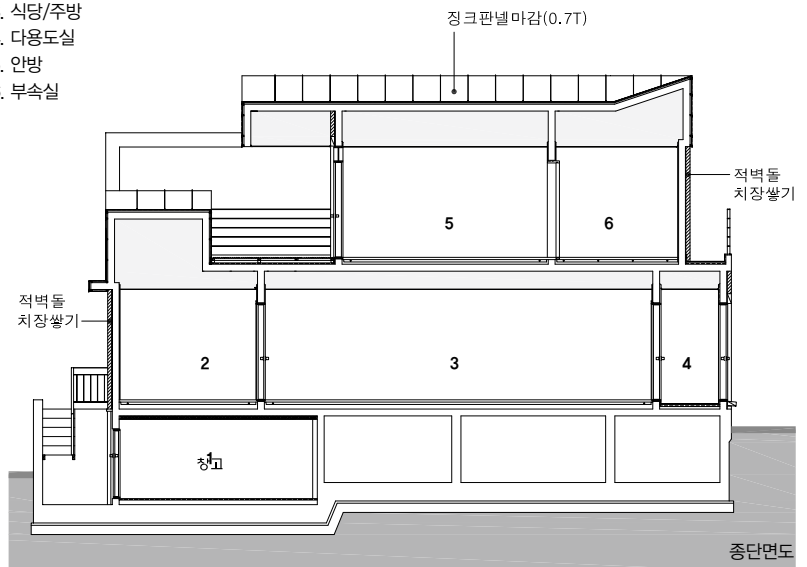 . 식당/주방
. 다용도실
. 안방
. 부속실
징크판넬마감(0.7T)
적벽돌
치장쌓기
5
6
적벽돌
치장쌓기
2
3
4
창고
1
종단면도